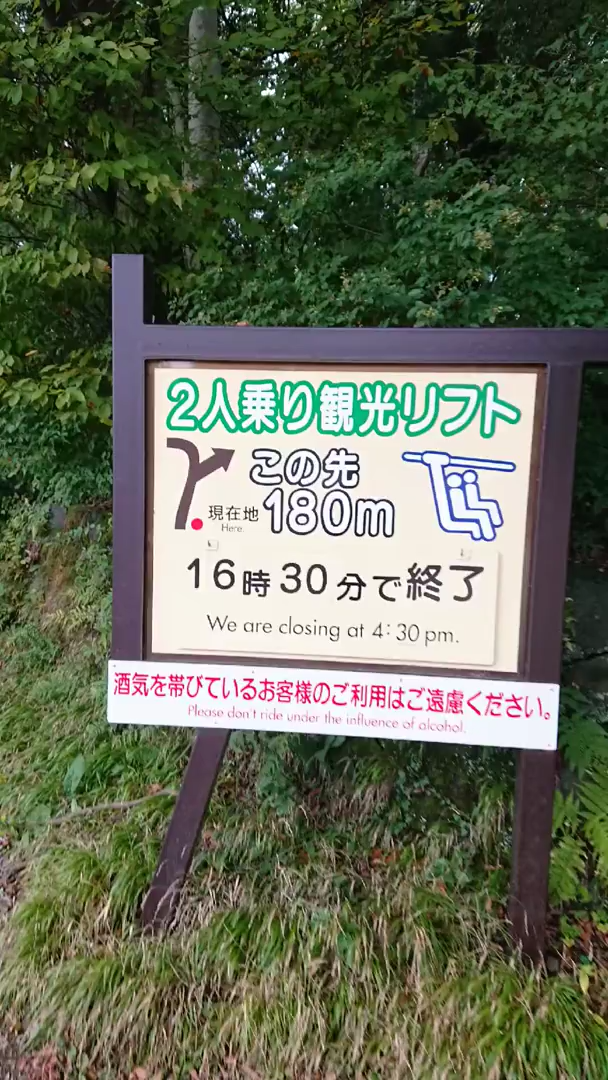 2人乗り観光リフト
この先
現在地
Here.
180m
16時30分で終了
We are closing at 4:30 pm.
酒気を帯びているお客様のご利用はご遠慮ください。
Please don't ride under the influence of alcohol.